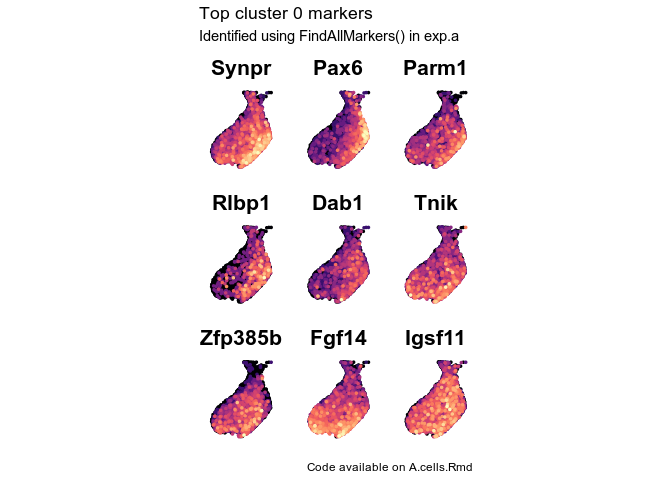 Top cluster 0 markers
Identified using FindAllMarkers() in exp.a
Synpr Pax6 Parm1
Rlbp1 Dab1 Tnik
Zfp385b Fgf14 Igsf11
Code available on A.cells.Rmd